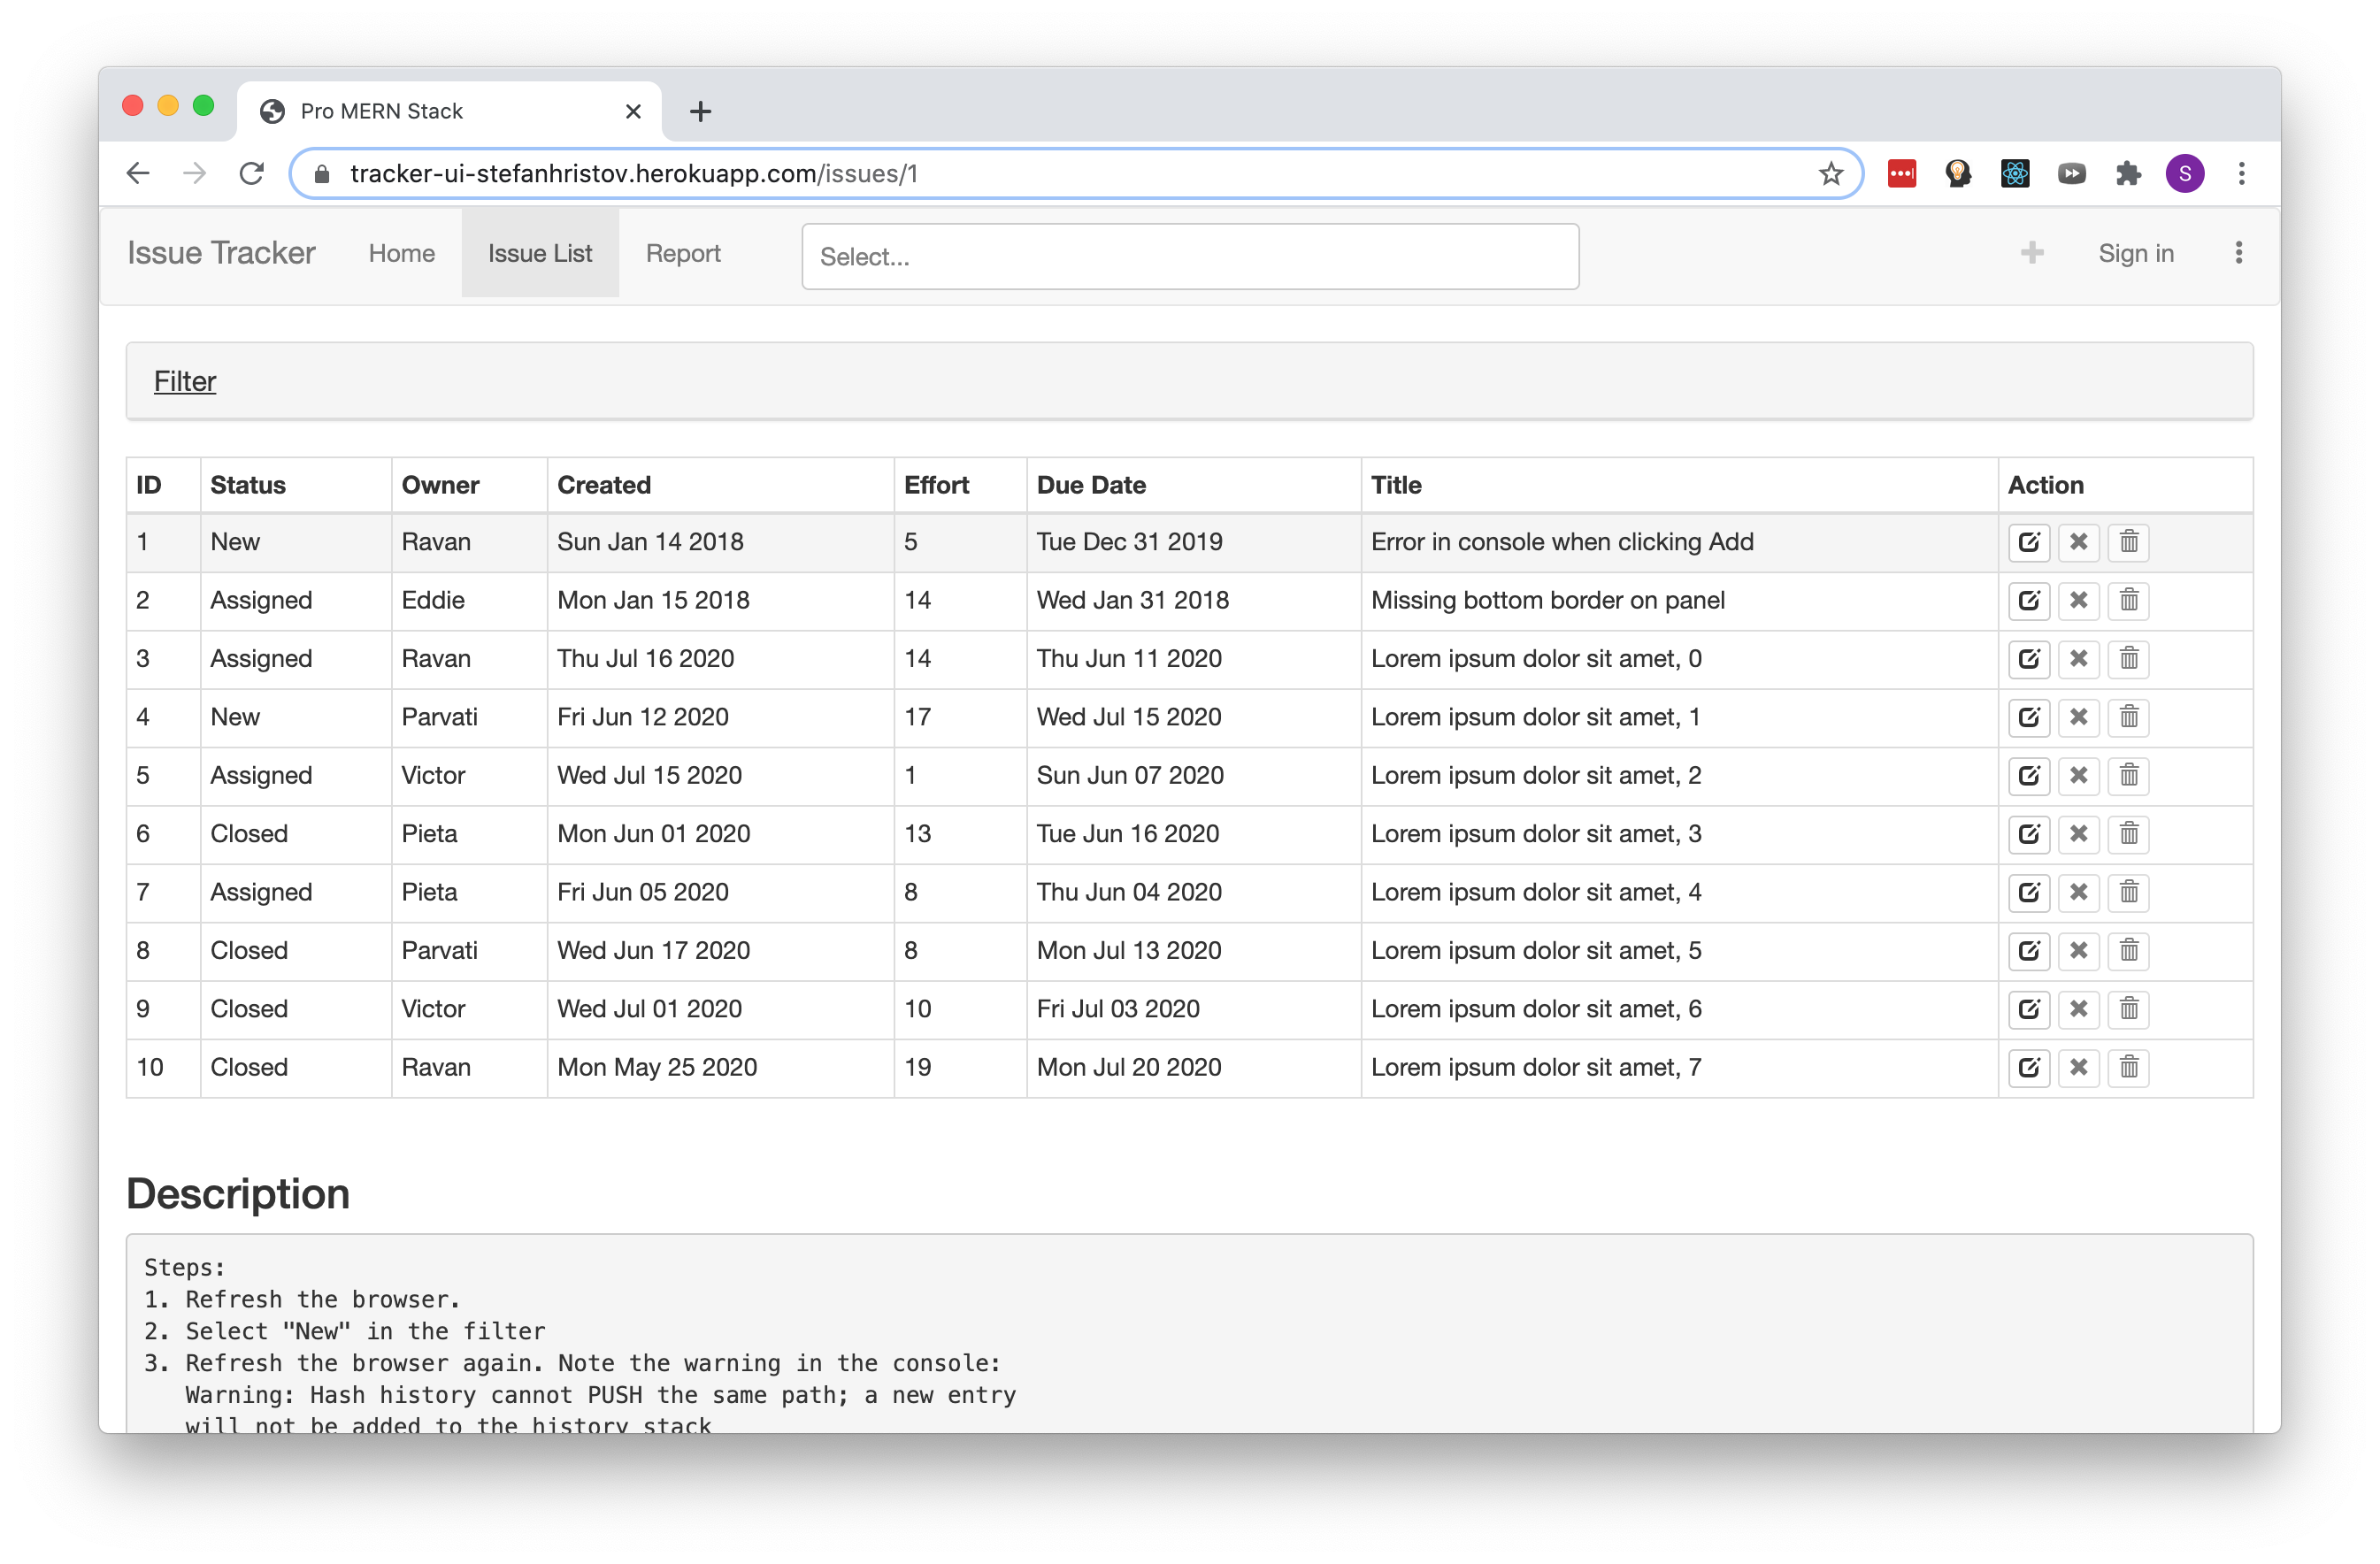 Pro MERN Stack
tracker-ui-stefanhristov.herokuapp.com/issues/1
S
Issue Tracker Home Issue List Report Select... Sign in
Filter
ID Status Owner Created Effort Due Date Title Action
1 New Ravan Sun Jan 14 2018 5 Tue Dec 31 2019 Error in console when clicking Add
2 Assigned Eddie Mon Jan 15 2018 14 Wed Jan 31 2018 Missing bottom border on panel
3 Assigned Ravan Thu Jul 16 2020 14 Thu Jun 11 2020 Lorem ipsum dolor sit amet, 0
4 New Parvati Fri Jun 12 2020 17 Wed Jul 15 2020 Lorem ipsum dolor sit amet, 1
5 Assigned Victor Wed Jul 15 2020 1 Sun Jun 07 2020 Lorem ipsum dolor sit amet, 2
6 Closed Pieta Mon Jun 01 2020 13 Tue Jun 16 2020 Lorem ipsum dolor sit amet, 3
7 Assigned Pieta Fri Jun 05 2020 8 Thu Jun 04 2020 Lorem ipsum dolor sit amet, 4
8 Closed Parvati Wed Jun 17 2020 8 Mon Jul 13 2020 Lorem ipsum dolor sit amet, 5
9 Closed Victor Wed Jul 01 2020 10 Fri Jul 03 2020 Lorem ipsum dolor sit amet, 6
10 Closed Ravan Mon May 25 2020 19 Mon Jul 20 2020 Lorem ipsum dolor sit amet, 7
Description
Steps:
1. Refresh the browser.
2. Select "New" in the filter
3. Refresh the browser again. Note the warning in the console:
Warning: Hash history cannot PUSH the same path; a new entry
will not be added to the history stack